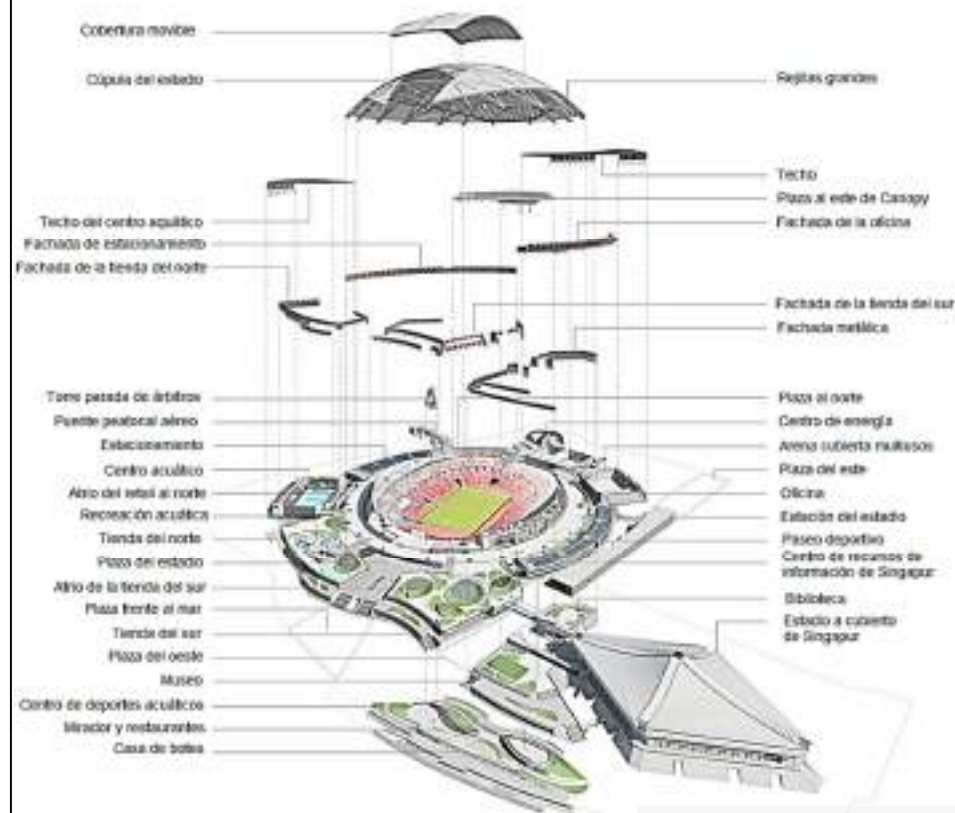 Cobertura movible
Cúpula del estadio
Techo del centro aquático
Fachada de estacionamiento
Fachada de la tienda del norte
Torre parada de árbitros
Puente peatonal aéreo
Estacionamiento
Centro acuático
Atrio del retail al norte
Recreación acuática
Tienda del norte
Plaza del estadio
Atrio de la tienda del sur
Plaza frente al mar
Tienda del sur
Plaza del oeste
Museo
Centro de deportes acuáticos
Mirador y restaurantes
Casa de botes
Rejillas grandes
Techo
Plaza al este de Canopy
Fachada de la oficina
Fachada de la tienda del sur
Fachada metálica
Plaza al norte
Centro de energía
Arena cubierta multiusos
Plaza del este
Oficina
Estación del estadio
Paseo deportivo
Centro de recursos de
información de Singapur
Biblioteca
Estadio a cubierto
de Singapur